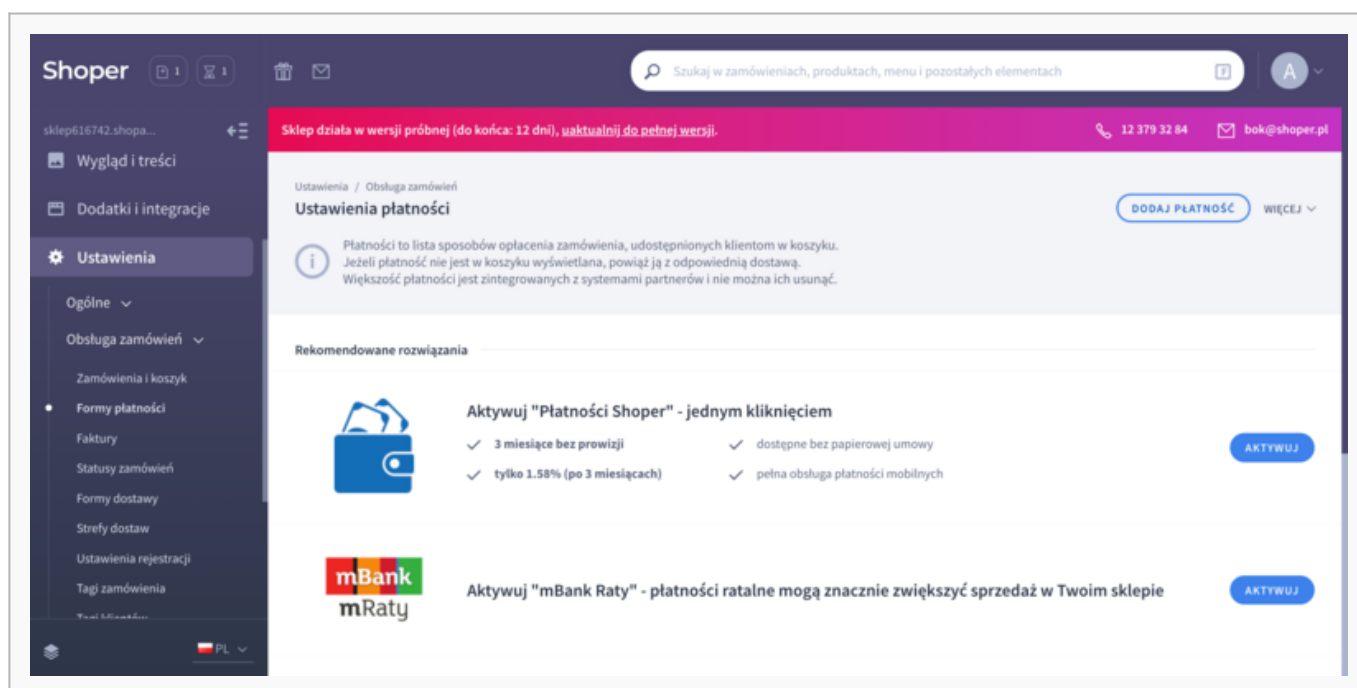 Shoper 1 1
Szukaj w zamówieniach, produktach, menu i pozostałych elementach
A
sklep616742.shopa...
Wygląd i treści
Dodatki i integracje
Ustawienia
Ogólne
Obsługa zamówień
Zamówienia i koszyk
Formy płatności
Faktury
Statusy zamówień
Formy dostawy
Strefy dostaw
Ustawienia rejestracji
Tagi zamówienia
Tagi klientów
PL
Sklep działa w wersji próbnej (do końca: 12 dni), uaktualnij do pełnej wersji.
12 379 32 84
bok@shoper.pl
Ustawienia / Obsługa zamówień
Ustawienia płatności
DODAJ PŁATNOŚĆ
WIĘCEJ
Płatności to lista sposobów opłacenia zamówienia, udostępnionych klientom w koszyku.
Jeżeli płatność nie jest w koszyku wyświetlana, powiąż ją z odpowiednią dostawą.
Większość płatności jest zintegrowanych z systemami partnerów i nie można ich usunąć.
Rekomendowane rozwiązania
Aktywuj "Płatności Shoper" - jednym kliknięciem
3 miesiące bez prowizji
dostępne bez papierowej umowy
tylko 1.58% (po 3 miesiącach)
pełna obsługa płatności mobilnych
AKTYWUJ
mBank
mRaty
Aktywuj "mBank Raty" - płatności ratalne mogą znacznie zwiększyć sprzedaż w Twoim sklepie
AKTYWUJ